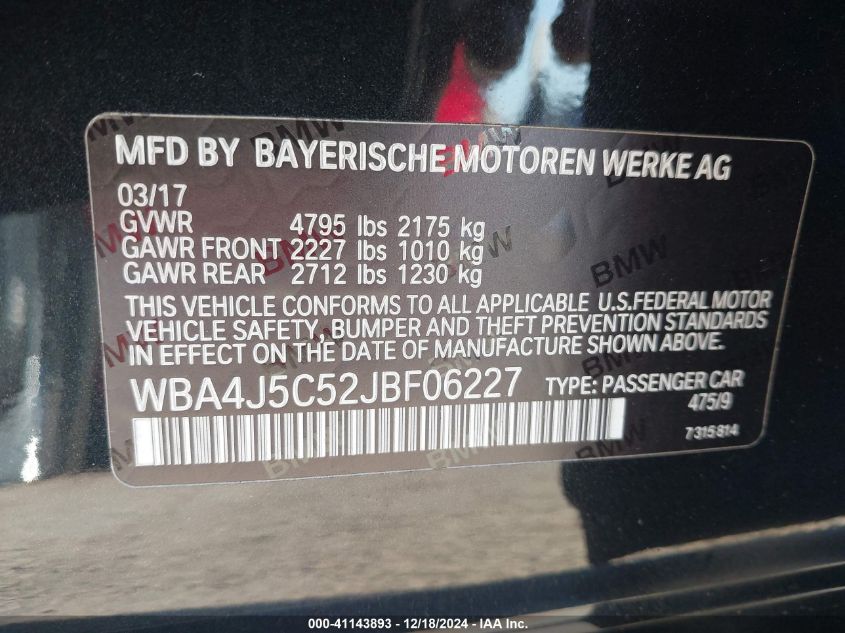 MFD BY BAYERISCHE MOTOREN WERKE AG
03/17
GVWR 4795 lbs 2175 kg
GAWR FRONT 2227 lbs 1010 kg
GAWR REAR 2712 lbs 1230 kg
THIS VEHICLE CONFORMS TO ALL APPLICABLE U.S.FEDERAL MOTOR
VEHICLE SAFETY, BUMPER AND THEFT PREVENTION STANDARDS
IN EFFECT ON THE DATE OF MANUFACTURE SHOWN ABOVE.
WBA4J5C52JBF06227 TYPE: PASSENGER CAR
475/9
7315814
000-41143893 - 12/18/2024 - IAA Inc.